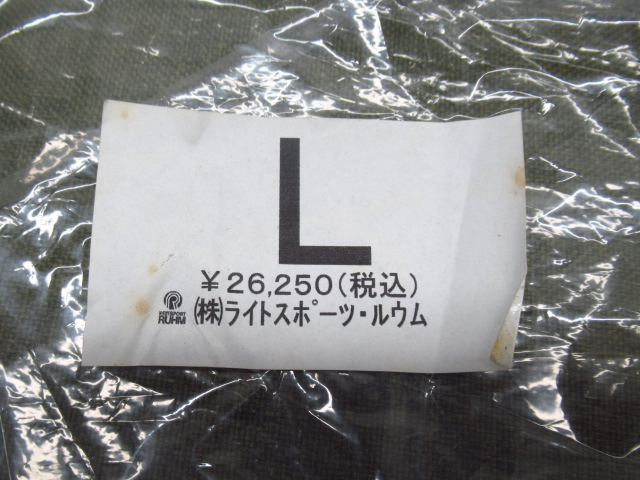 L
¥26,250(税込)
RUHM
(株)ライトスポーツ・ルウム